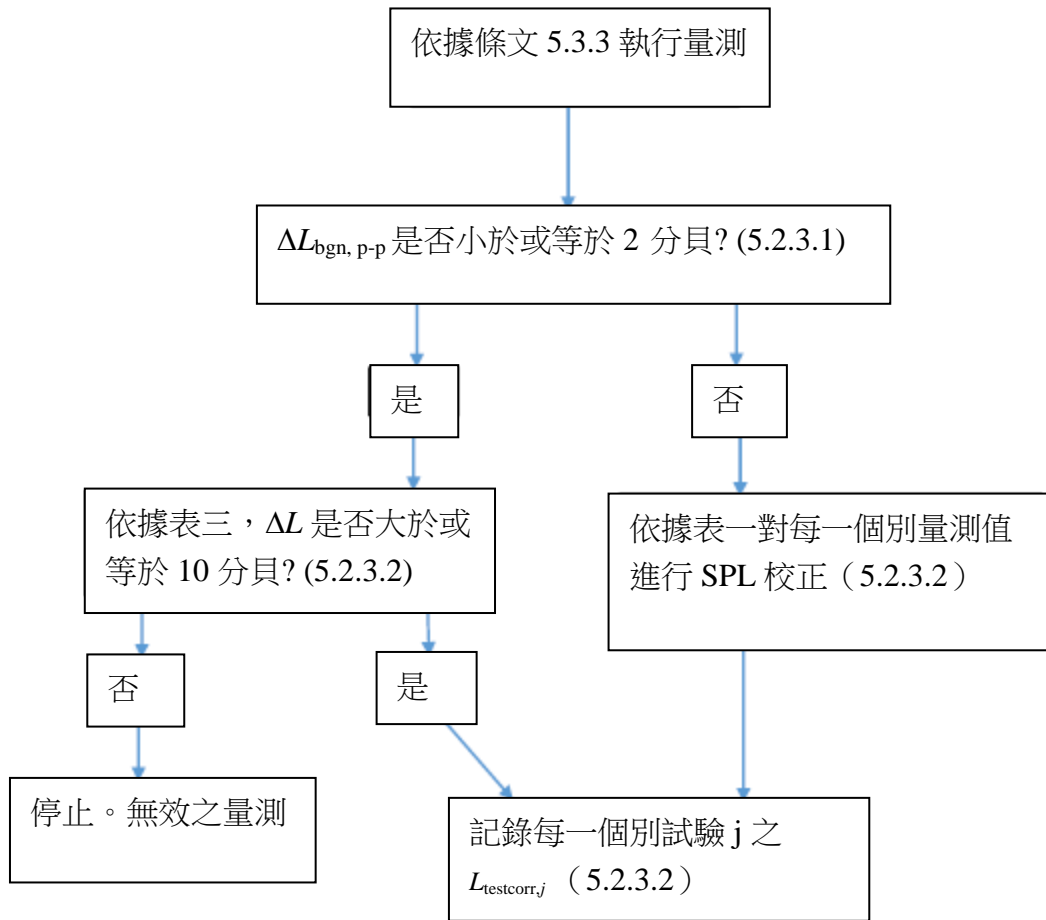 依據條文 5.3.3 執行量測
ΔLbgn, p-p 是否小於或等於 2 分貝? (5.2.3.1)
是
否
依據表三，ΔL 是否大於或
等於 10 分貝? (5.2.3.2)
依據表一對每一個別量測值
進行 SPL 校正（5.2.3.2）
否
是
停止。無效之量測
記錄每一個別試驗 j 之
Ltestcorr,j （5.2.3.2）